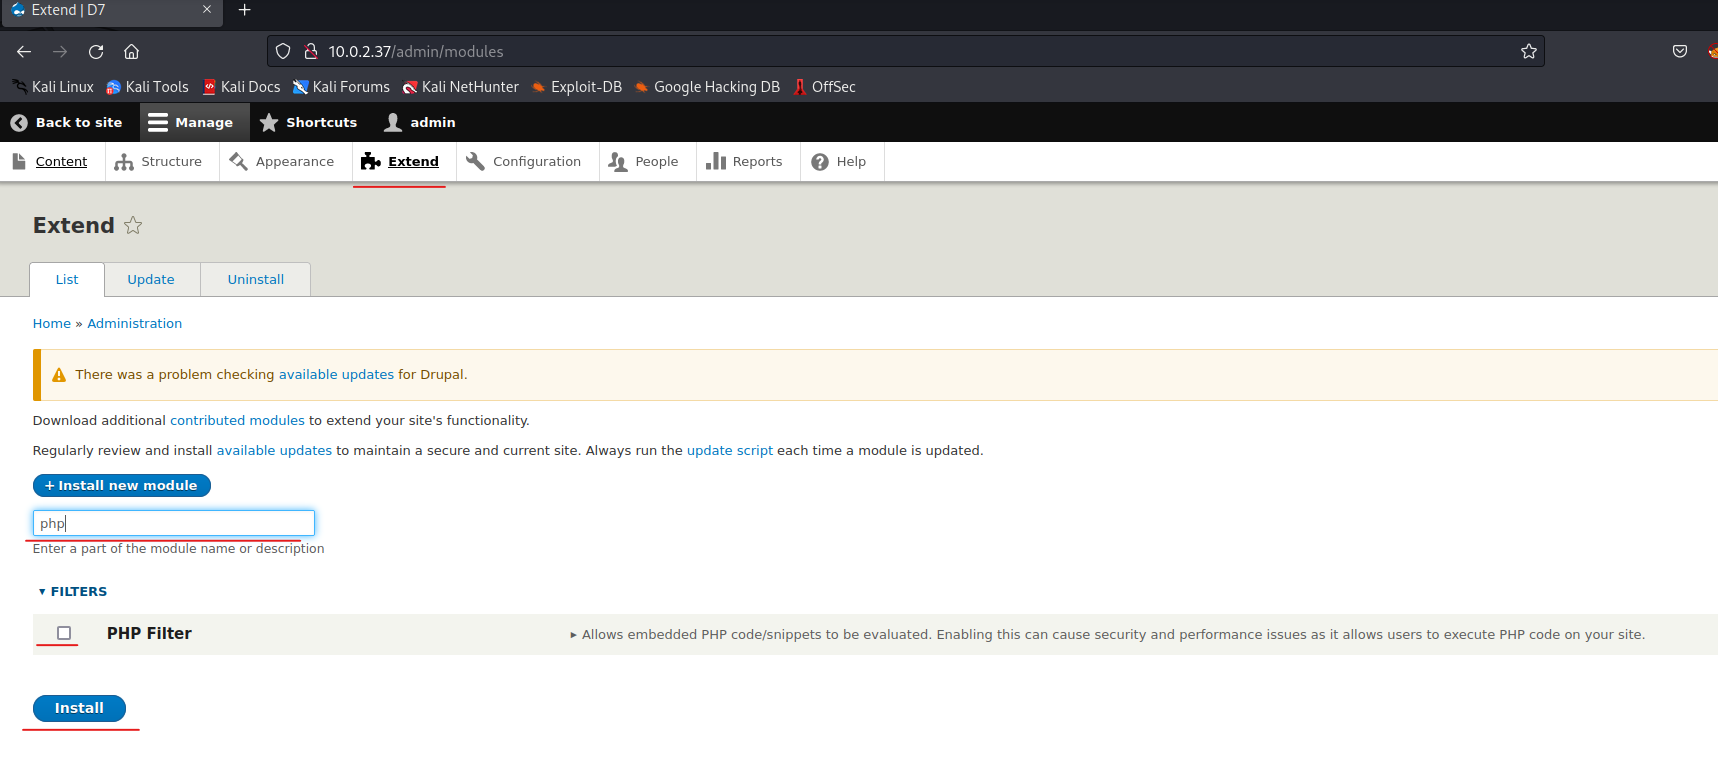 Extend | D7
10.0.2.37/admin/modules
Kali Linux Kali Tools Kali Docs Kali Forums Kali NetHunter Exploit-DB Google Hacking DB OffSec
Back to site Manage Shortcuts admin
Content Structure Appearance Extend Configuration People Reports Help
Extend
List Update Uninstall
Home » Administration
There was a problem checking available updates for Drupal.
Download additional contributed modules to extend your site's functionality.
Regularly review and install available updates to maintain a secure and current site. Always run the update script each time a module is updated.
+ Install new module
php
Enter a part of the module name or description
▾ FILTERS
PHP Filter ▸ Allows embedded PHP code/snippets to be evaluated. Enabling this can cause security and performance issues as it allows users to execute PHP code on your site.
Install